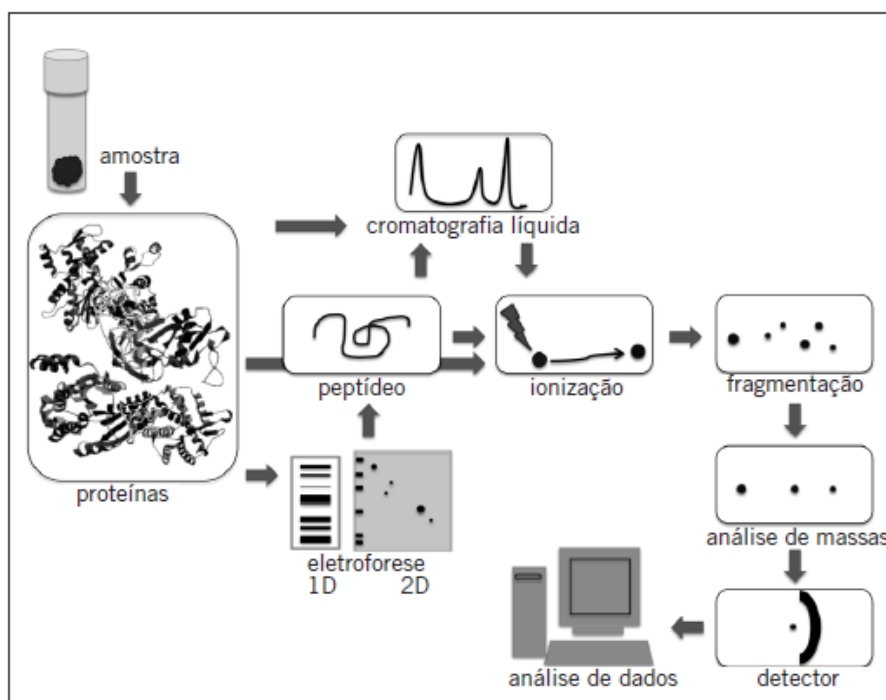 amostra
cromatografia líquida
peptídeo
ionização
fragmentação
proteínas
eletroforese
1D 2D
análise de massas
análise de dados
detector